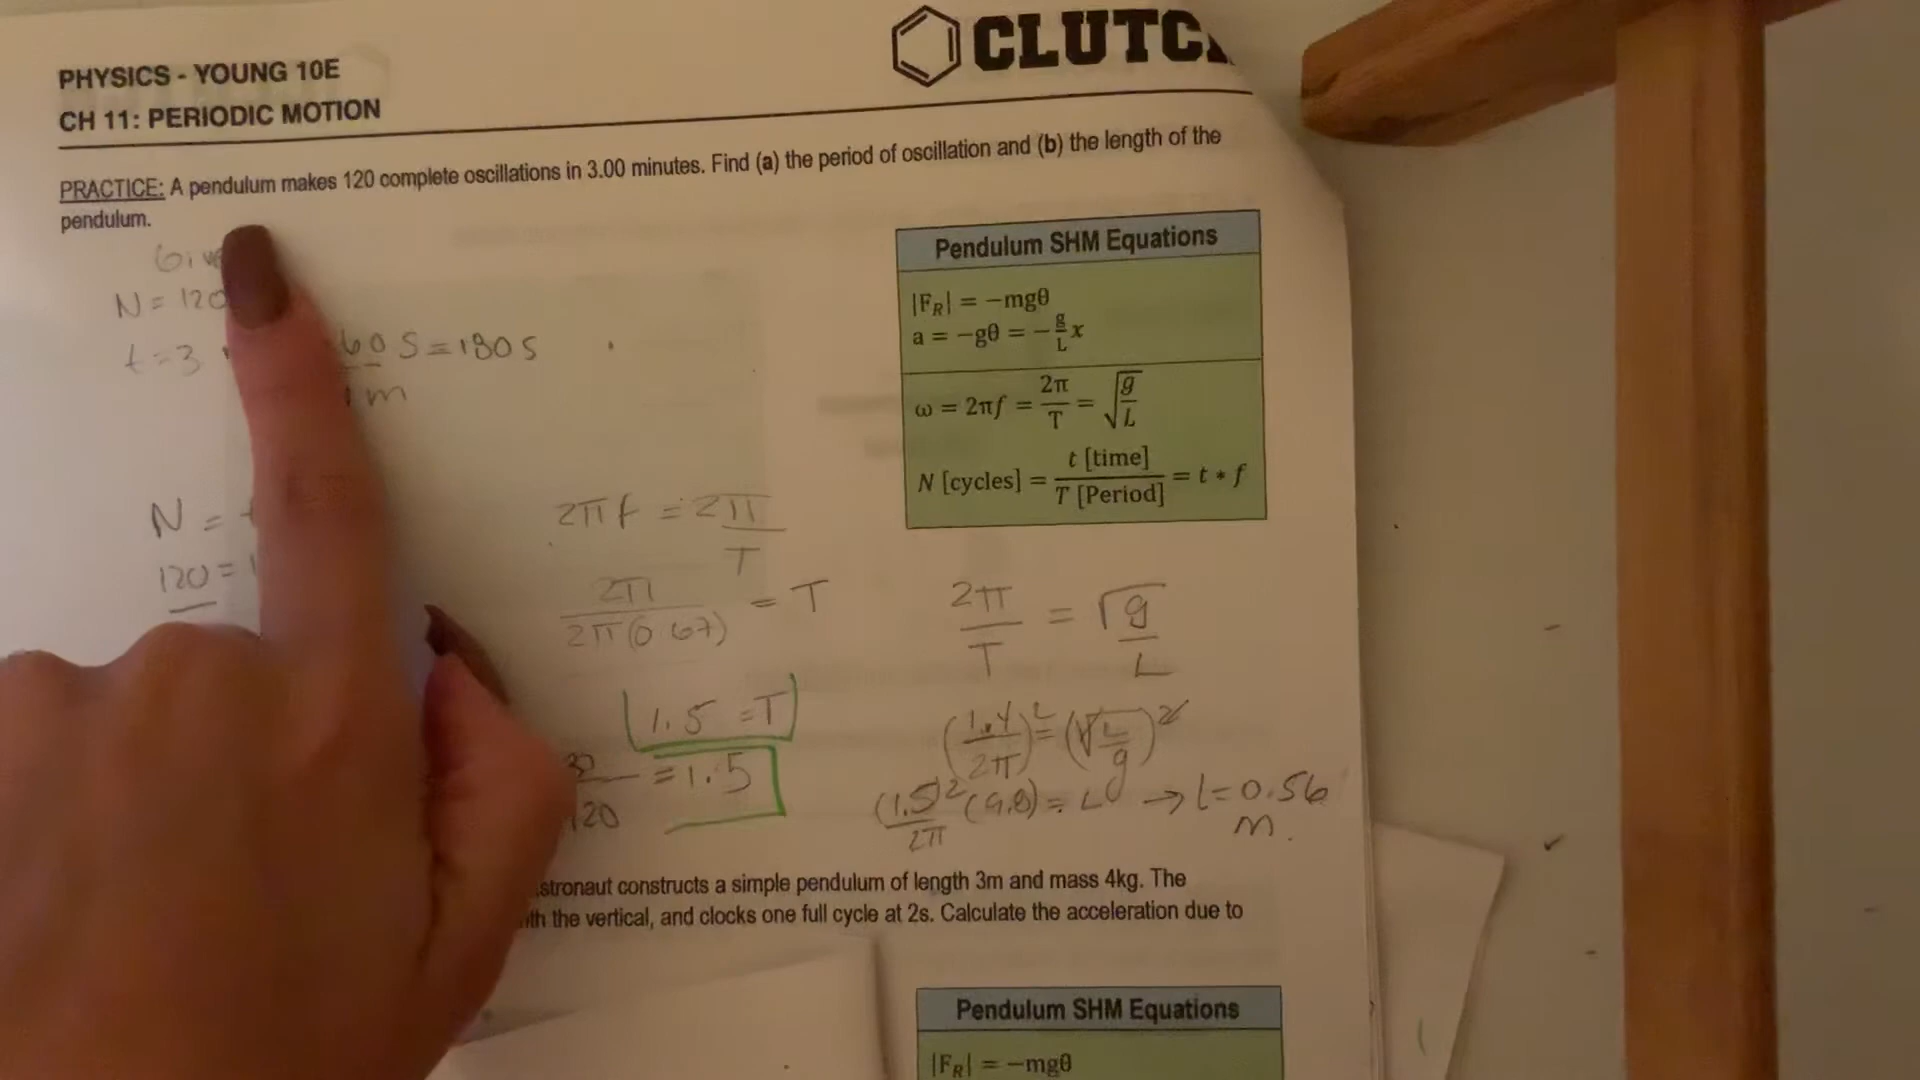 CLUTC
PHYSICS - YOUNG 10E
CH 11: PERIODIC MOTION
PRACTICE: A pendulum makes 120 complete oscillations in 3.00 minutes. Find (a) the period of oscillation and (b) the length of the
pendulum.
Give
N = 120
t = 3
60 S = 180 S
m
N =
120 =
2πf = 2π/T
2π/2π(0.67) = T
1.5 = T
/120 = 1.5
Pendulum SHM Equations
|F_R| = −mgθ
a = −gθ = −g/L x
ω = 2πf = 2π/T = √g/L
N [cycles] = t [time]/T [Period] = t * f
2π/T = √g/L
(1.4/2π)² = (√L/g)²
(1.5)²/2π (9.8) = L → L = 0.56
m.
stronaut constructs a simple pendulum of length 3m and mass 4kg. The
th the vertical, and clocks one full cycle at 2s. Calculate the acceleration due to
Pendulum SHM Equations
|F_R| = −mgθ